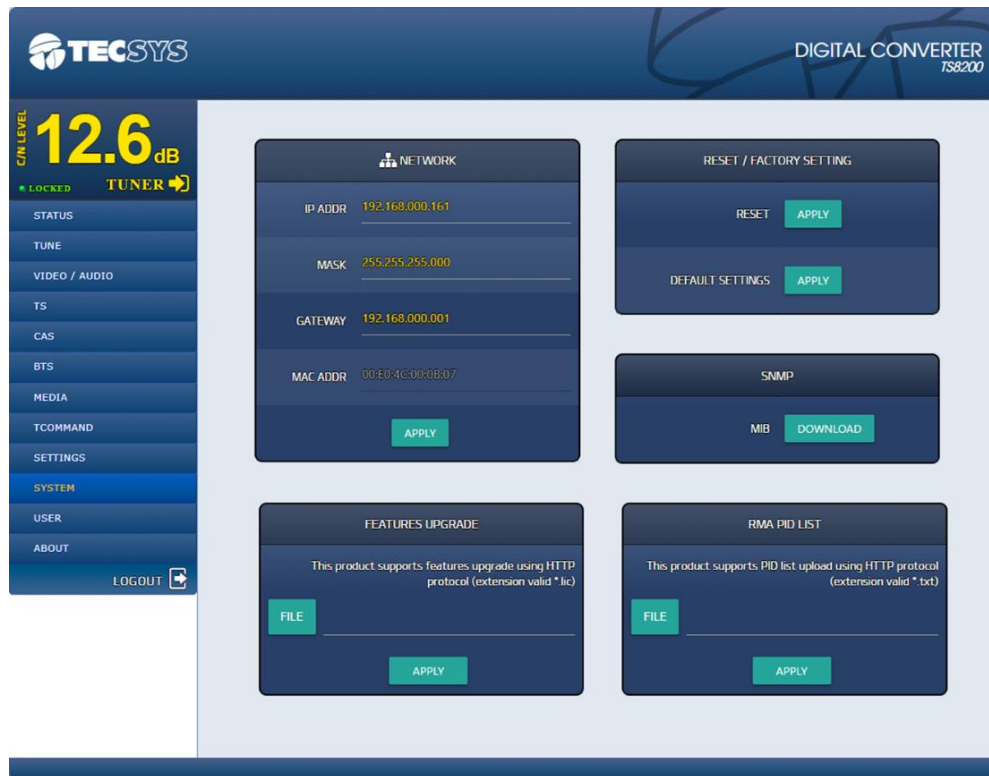 TECSYS
DIGITAL CONVERTER
TS8200
C/N LEVEL
12.6 dB
LOCKED
TUNER
STATUS
TUNE
VIDEO / AUDIO
TS
CAS
BTS
MEDIA
TCOMMAND
SETTINGS
SYSTEM
USER
ABOUT
LOGOUT
NETWORK
IP ADDR 192.168.000.161
MASK 255.255.255.000
GATEWAY 192.168.000.001
MAC ADDR 00:E0:4C:00:0B:07
APPLY
RESET / FACTORY SETTING
RESET APPLY
DEFAULT SETTINGS APPLY
SNMP
MIB DOWNLOAD
FEATURES UPGRADE
This product supports features upgrade using HTTP
protocol (extension valid *.lic)
FILE
APPLY
RMA PID LIST
This product supports PID list upload using HTTP protocol
(extension valid *.txt)
FILE
APPLY